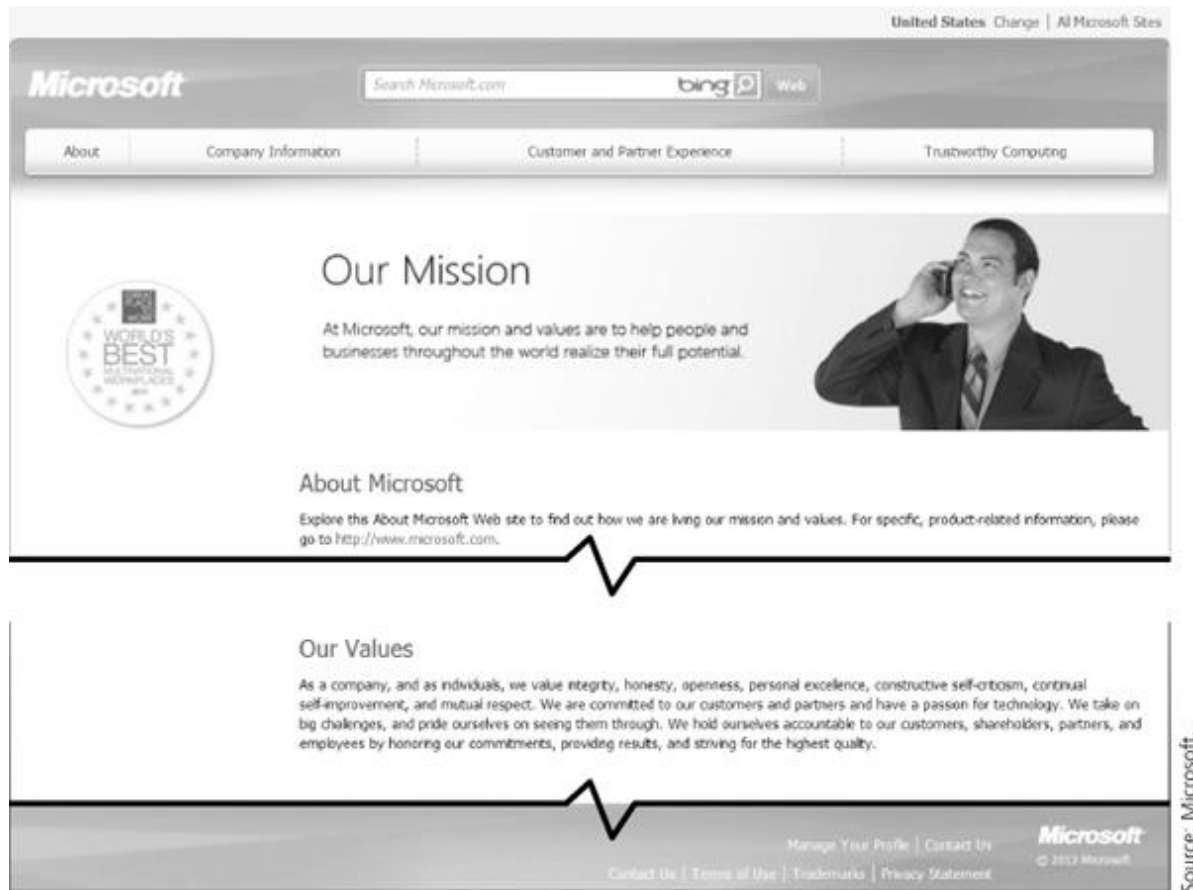 United States Change | All Microsoft Sites
Microsoft
Search Microsoft.com bing Web
About Company Information Customer and Partner Experience Trustworthy Computing
Our Mission
At Microsoft, our mission and values are to help people and
businesses throughout the world realize their full potential.
WORLD'S
BEST
MULTINATIONAL
WORKPLACES
About Microsoft
Explore this About Microsoft Web site to find out how we are living our mission and values. For specific, product-related information, please
go to http://www.microsoft.com.
Our Values
As a company, and as individuals, we value integrity, honesty, openness, personal excellence, constructive self-criticism, continual
self-improvement, and mutual respect. We are committed to our customers and partners and have a passion for technology. We take on
big challenges, and pride ourselves on seeing them through. We hold ourselves accountable to our customers, shareholders, partners, and
employees by honoring our commitments, providing results, and striving for the highest quality.
Manage Your Profile | Contact Us
Contact Us | Terms of Use | Trademarks | Privacy Statement
Microsoft
© 2013 Microsoft
Source: Microsoft